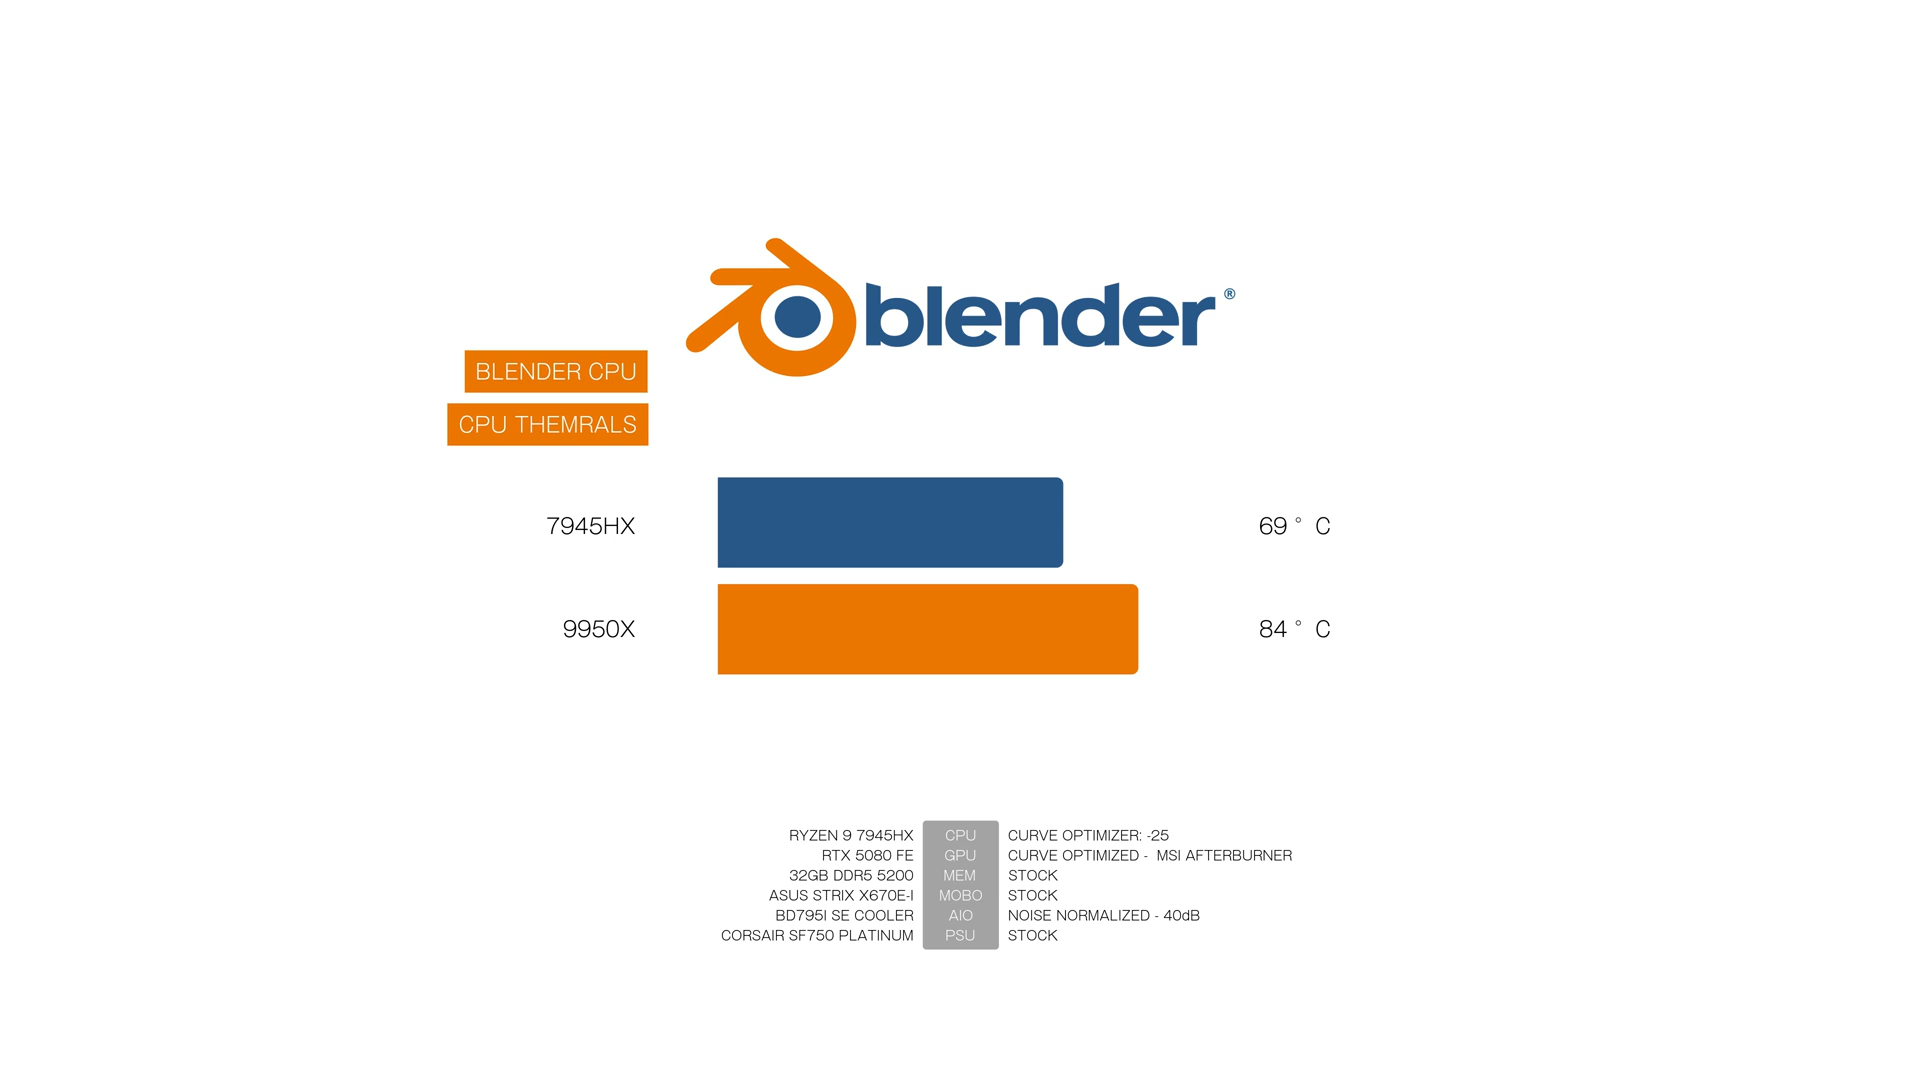 blender®
BLENDER CPU
CPU THEMRALS
7945HX 69° C
9950X 84° C
RYZEN 9 7945HX CPU CURVE OPTIMIZER: -25
RTX 5080 FE GPU CURVE OPTIMIZED - MSI AFTERBURNER
32GB DDR5 5200 MEM STOCK
ASUS STRIX X670E-I MOBO STOCK
BD795I SE COOLER AIO NOISE NORMALIZED - 40dB
CORSAIR SF750 PLATINUM PSU STOCK